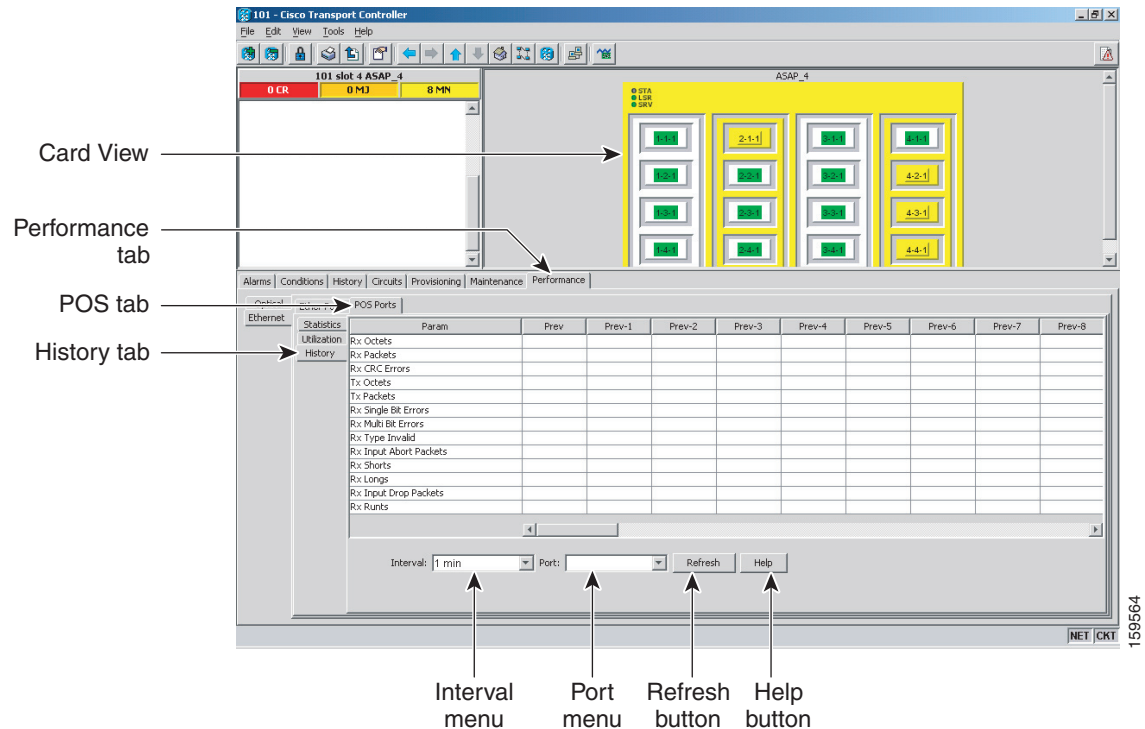 101 - Cisco Transport Controller
File Edit View Tools Help
101 slot 4 ASAP_4
0 CR 0 MJ 8 MN
ASAP_4
STA
LSR
SRV
1-1-1 2-1-1 3-1-1 4-1-1
1-2-1 2-2-1 3-2-1 4-2-1
1-3-1 2-3-1 3-3-1 4-3-1
1-4-1 2-4-1 3-4-1 4-4-1
Card View
Performance
tab
POS tab
History tab
Alarms Conditions History Circuits Provisioning Maintenance Performance
Optical
Ethernet
POS Ports
Statistics
Utilization
History
Param Prev Prev-1 Prev-2 Prev-3 Prev-4 Prev-5 Prev-6 Prev-7 Prev-8
Rx Octets
Rx Packets
Rx CRC Errors
Tx Octets
Tx Packets
Rx Single Bit Errors
Rx Multi Bit Errors
Rx Type Invalid
Rx Input Abort Packets
Rx Shorts
Rx Longs
Rx Input Drop Packets
Rx Runts
Interval: 1 min Port: Refresh Help
NET CKT
159564
Interval
menu
Port
menu
Refresh
button
Help
button